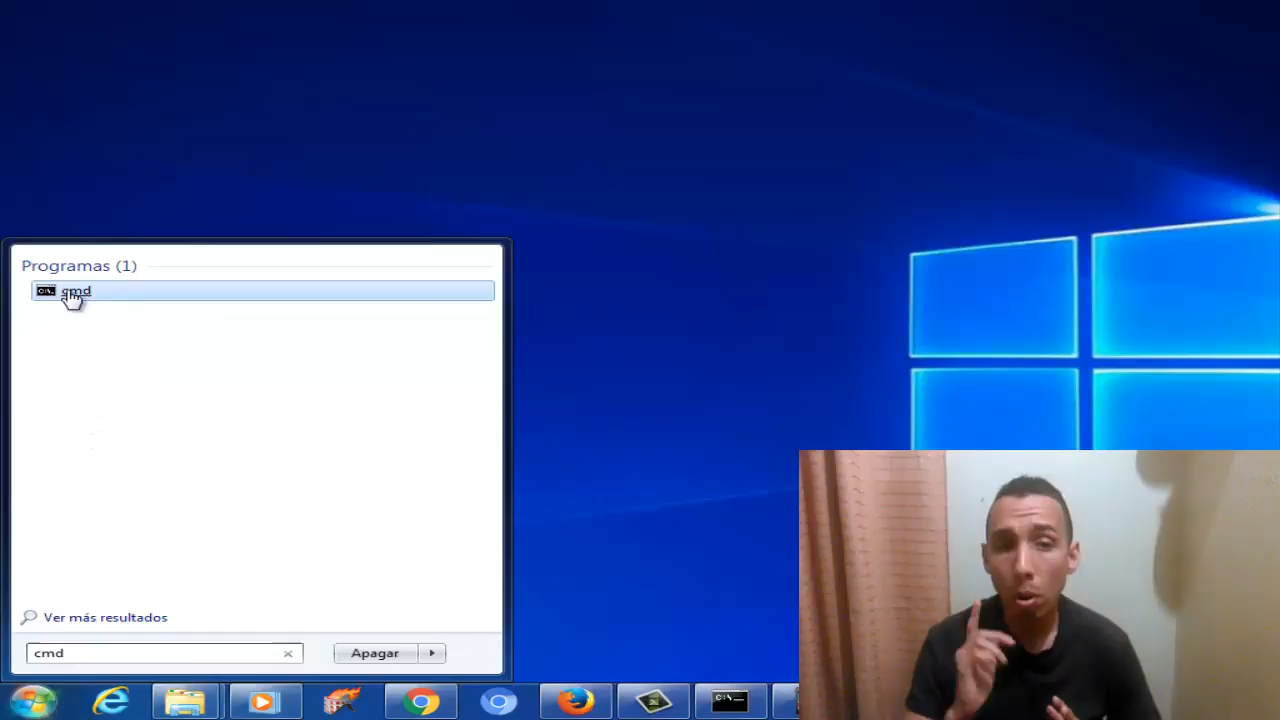 Programas (1)
cmd
Ver más resultados
cmd
Apagar